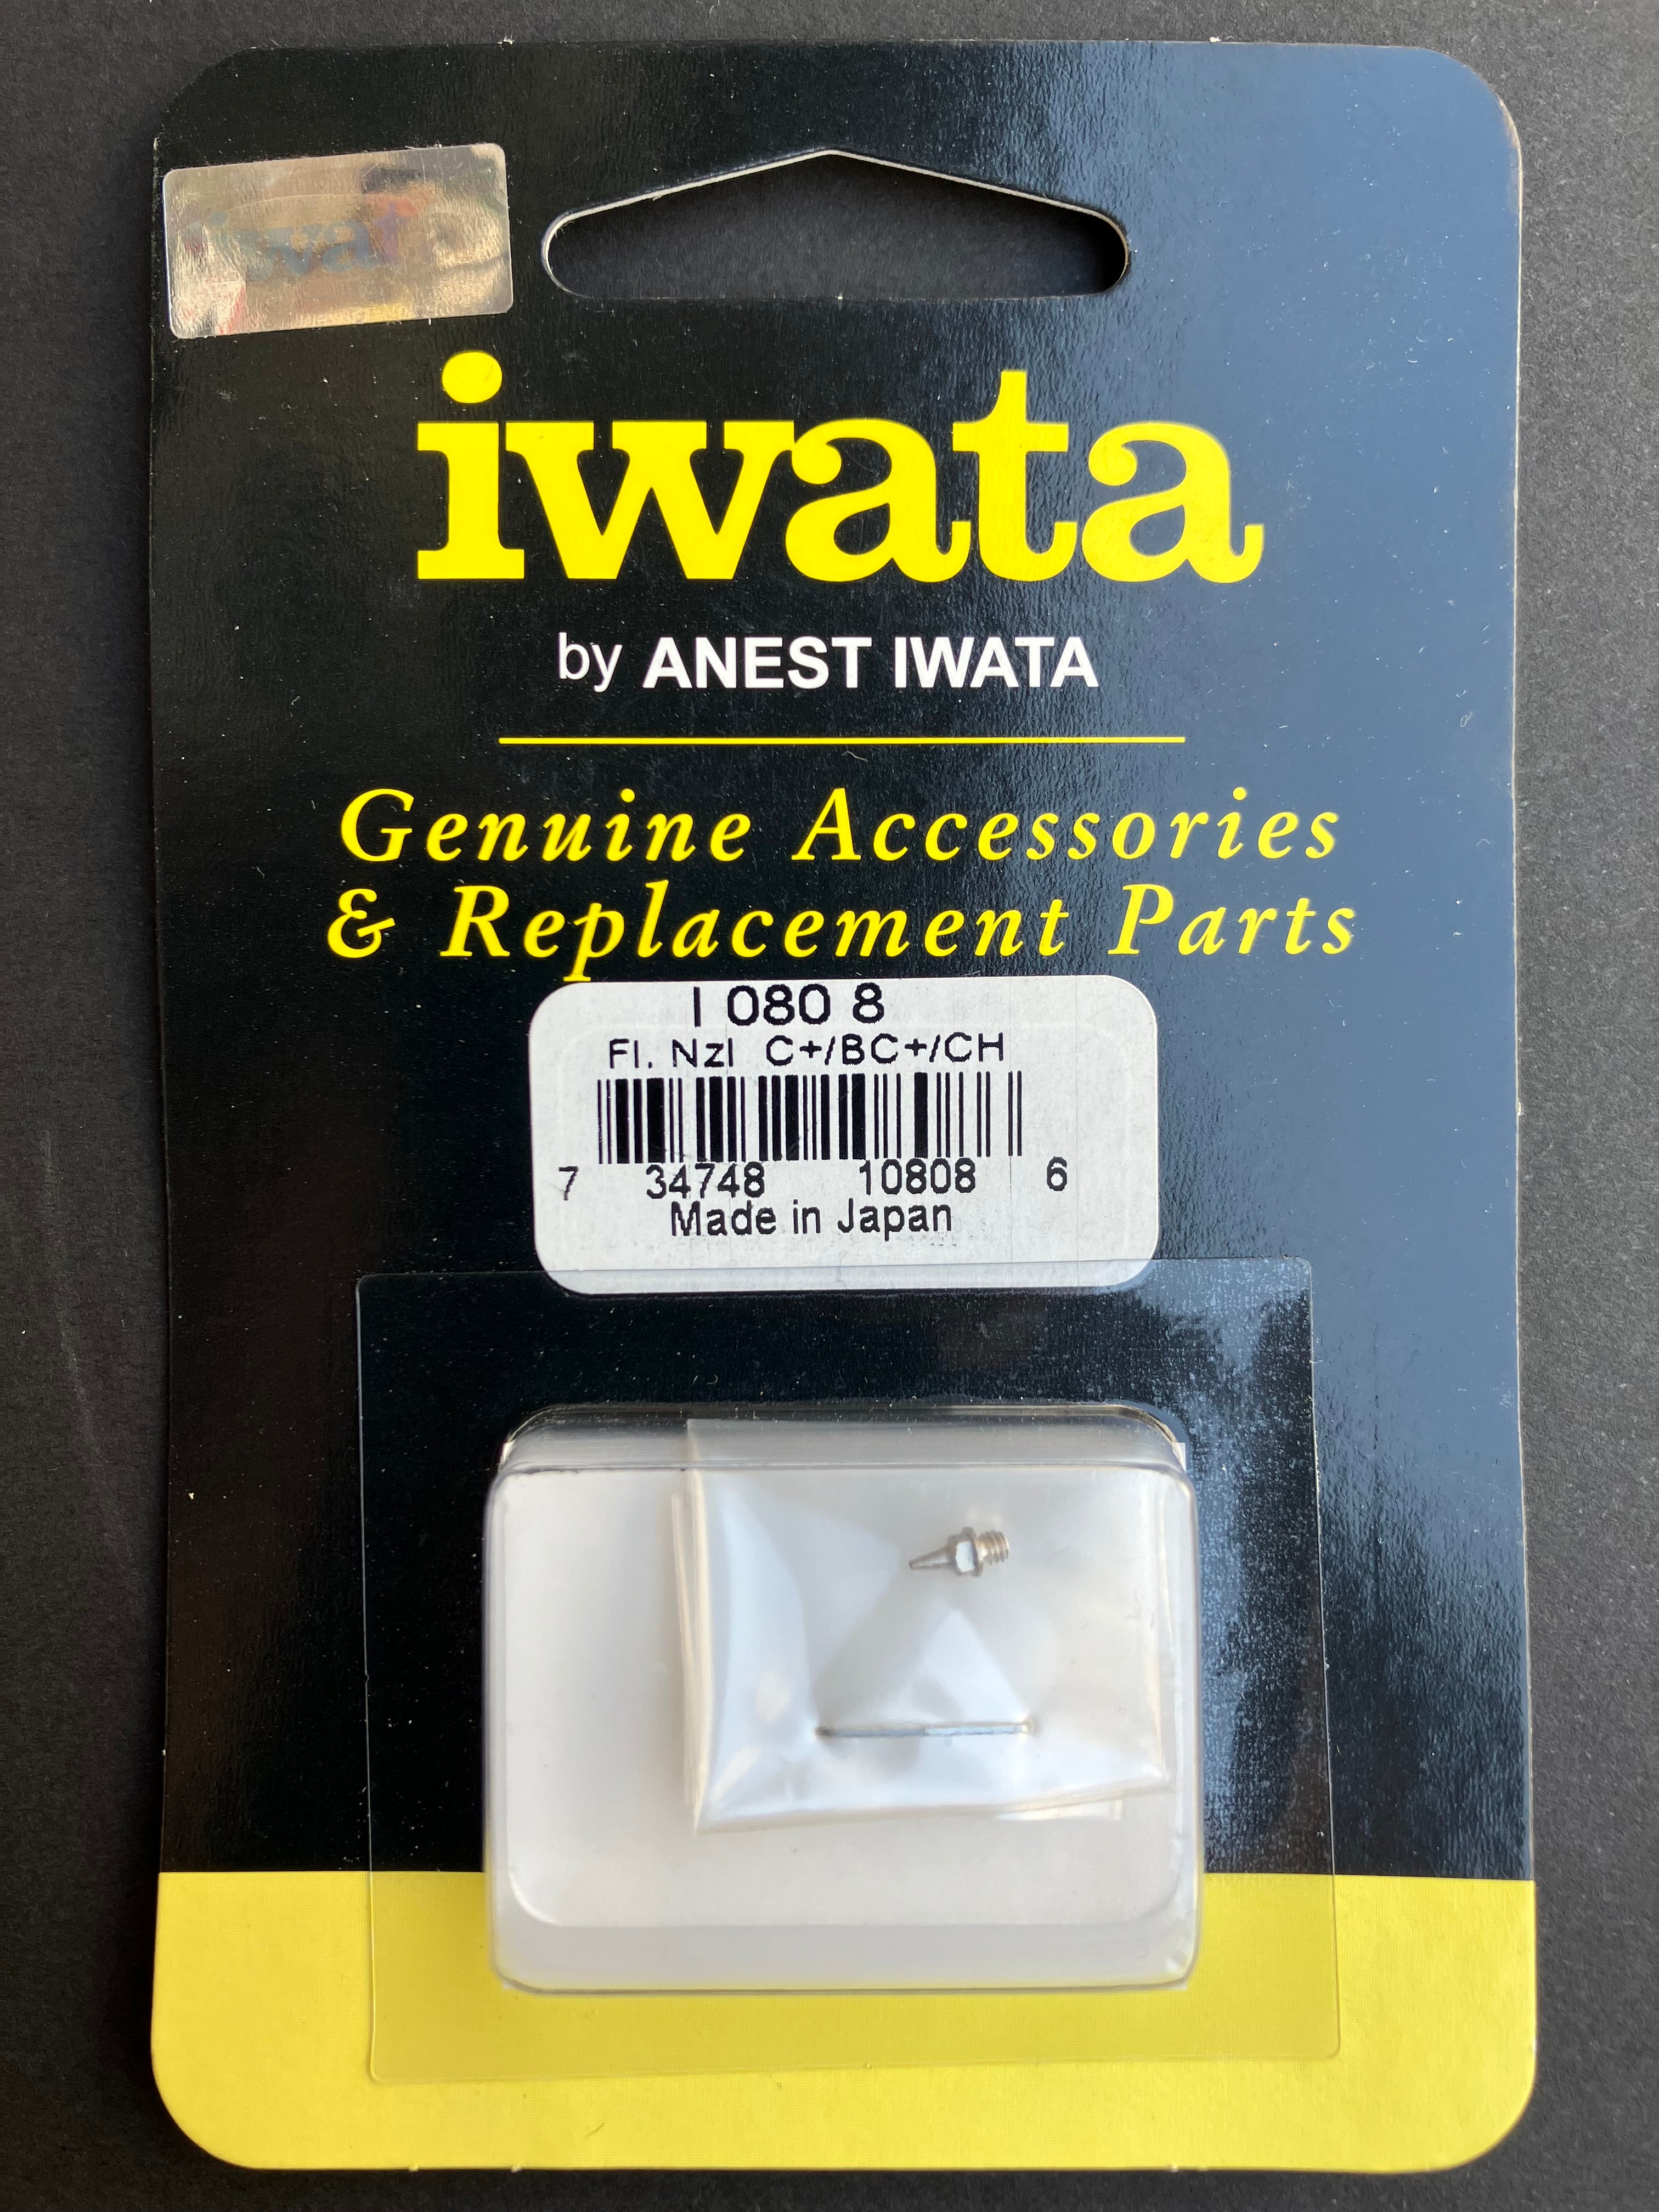 iwata
iwata
by ANEST IWATA
Genuine Accessories
& Replacement Parts
I 080 8
Fl. Nzl C+/BC+/CH
7 34748 10808 6
Made in Japan